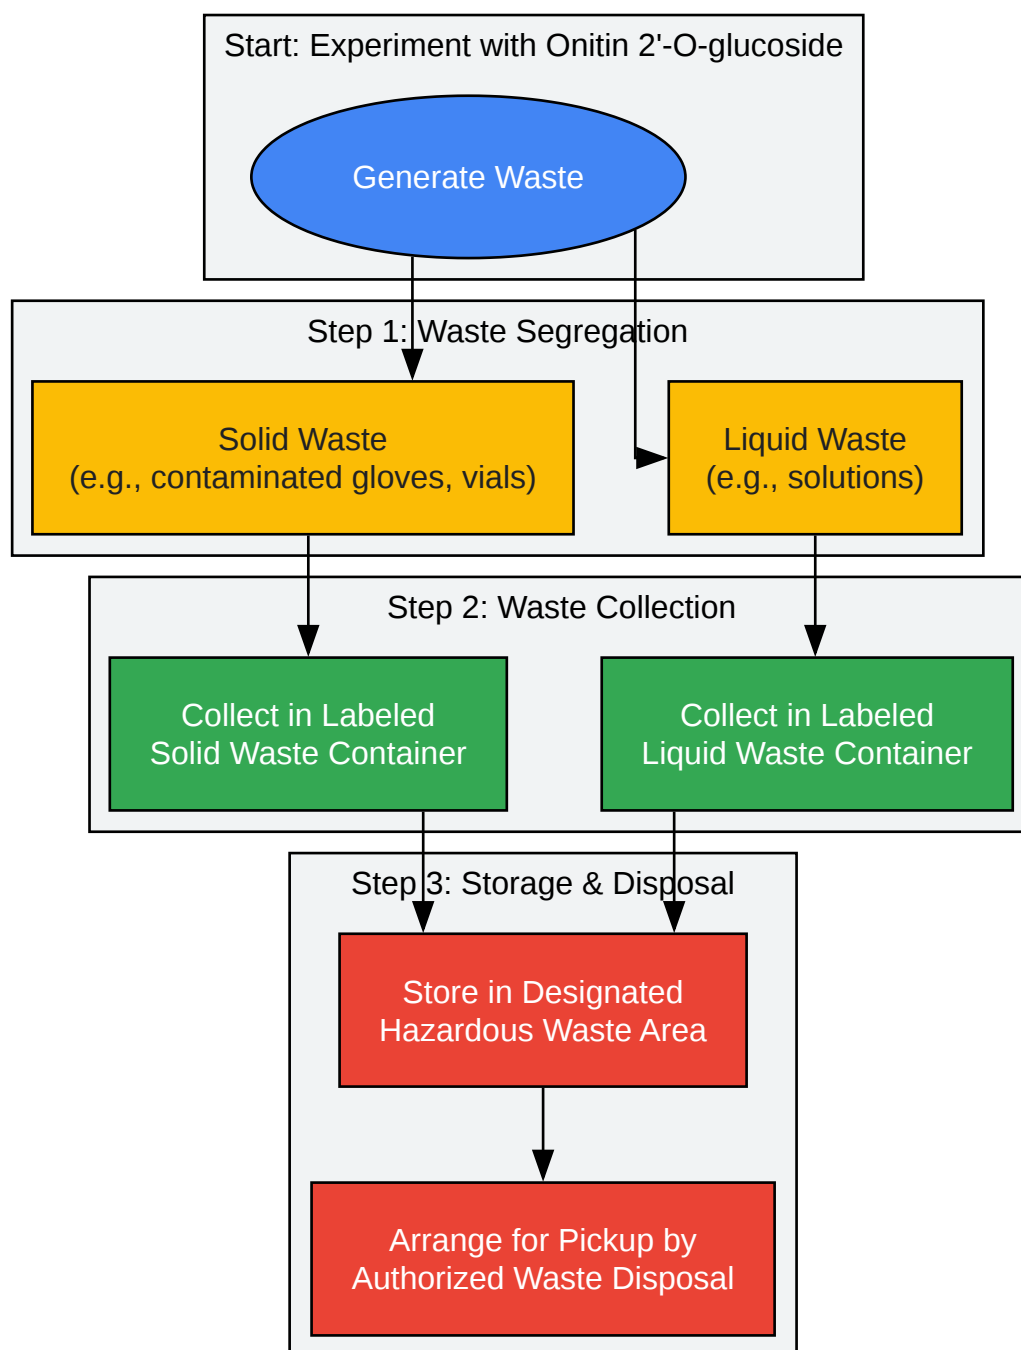 Start: Experiment with Onitin 2'-O-glucoside
Generate Waste
Step 1: Waste Segregation
Solid Waste
(e.g., contaminated gloves, vials)
Liquid Waste
(e.g., solutions)
Step 2: Waste Collection
Collect in Labeled
Solid Waste Container
Collect in Labeled
Liquid Waste Container
Step 3: Storage & Disposal
Store in Designated
Hazardous Waste Area
Arrange for Pickup by
Authorized Waste Disposal